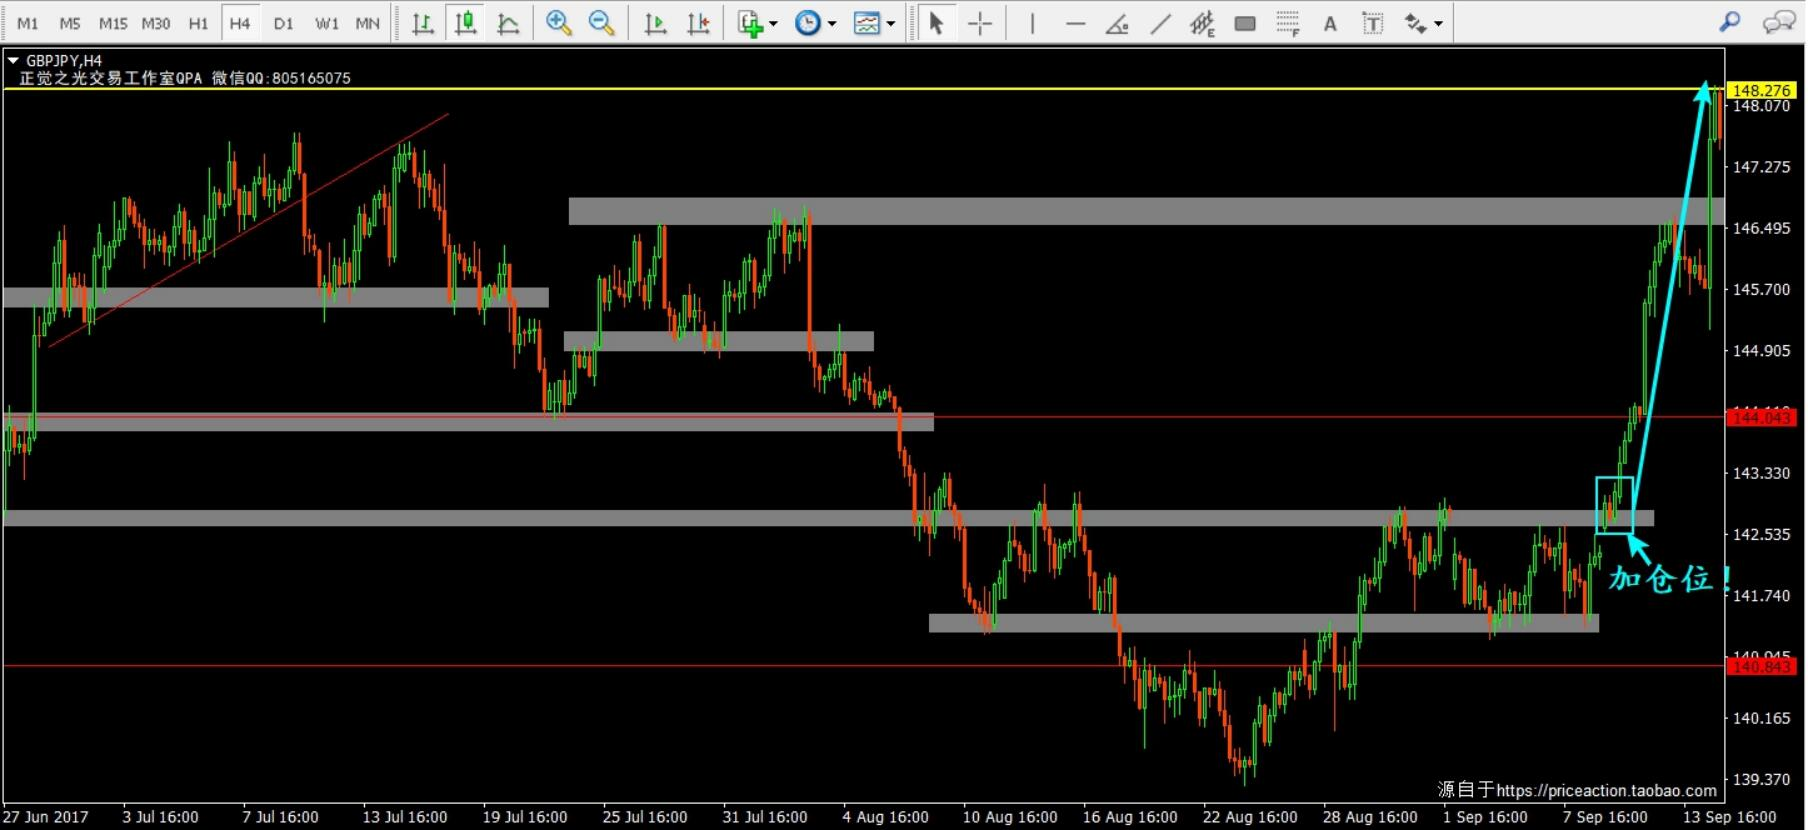 M1 M5 M15 M30 H1 H4 D1 W1 MN
E F A T
GBPJPY,H4
正觉之光交易工作室QPA 微信QQ:805165075
148.276
148.070
147.275
146.495
145.700
144.905
144.043
143.330
142.535
加仓位!
141.740
140.843
140.165
139.370
源自于https://priceaction.taobao.com
27 Jun 2017 3 Jul 16:00 7 Jul 16:00 13 Jul 16:00 19 Jul 16:00 25 Jul 16:00 31 Jul 16:00 4 Aug 16:00 10 Aug 16:00 16 Aug 16:00 22 Aug 16:00 28 Aug 16:00 1 Sep 16:00 7 Sep 16:00 13 Sep 16:00